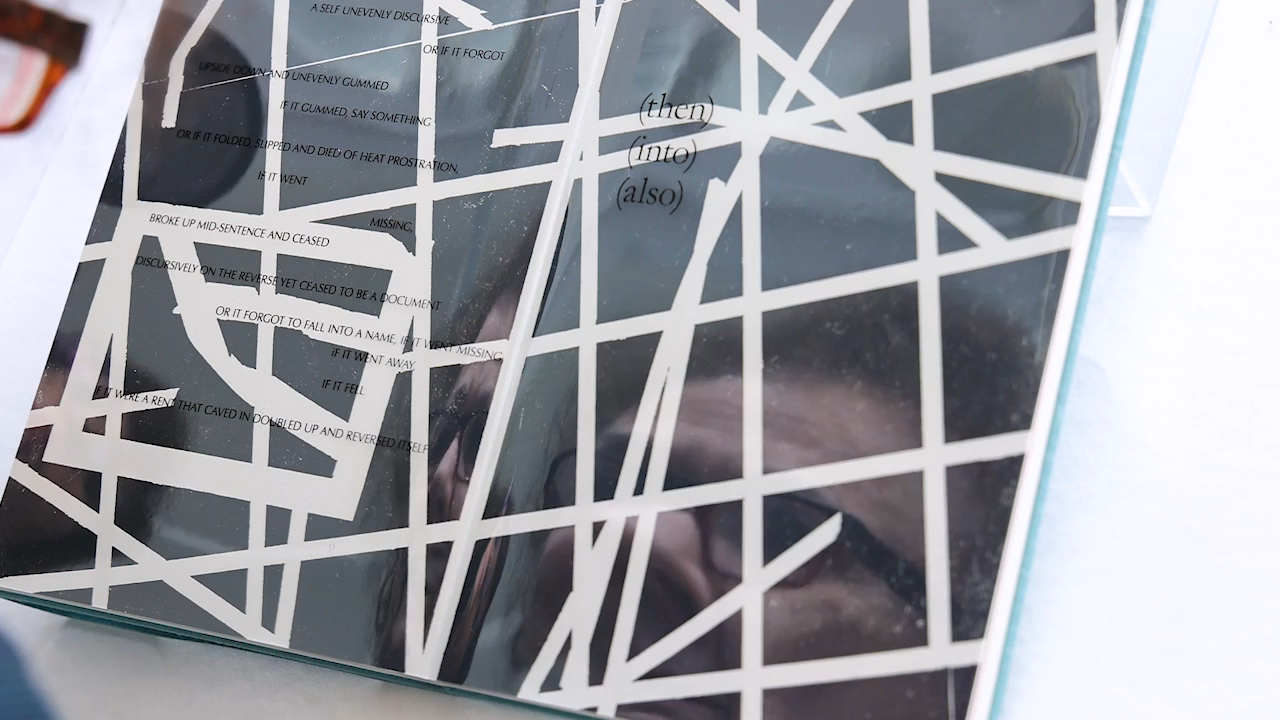 A SELF UNEVENLY DISCURSIVE
OR IF IT FORGOT
UPSIDE DOWN AND UNEVENLY GUMMED
IF IT GUMMED, SAY SOMETHING
OR IF IT FOLDED, SLIPPED AND DIED OF HEAT PROSTRATION,
IF IT WENT
MISSING,
BROKE UP MID-SENTENCE AND CEASED
DISCURSIVELY ON THE REVERSE YET CEASED TO BE A DOCUMENT
OR IT FORGOT TO FALL INTO A NAME, IF IT WENT MISSING
IF IT WENT AWAY
IF IT FELL
IF IT WERE A RENT THAT CAVED IN DOUBLED UP AND REVERSED ITSELF
(then)
(into)
(also)